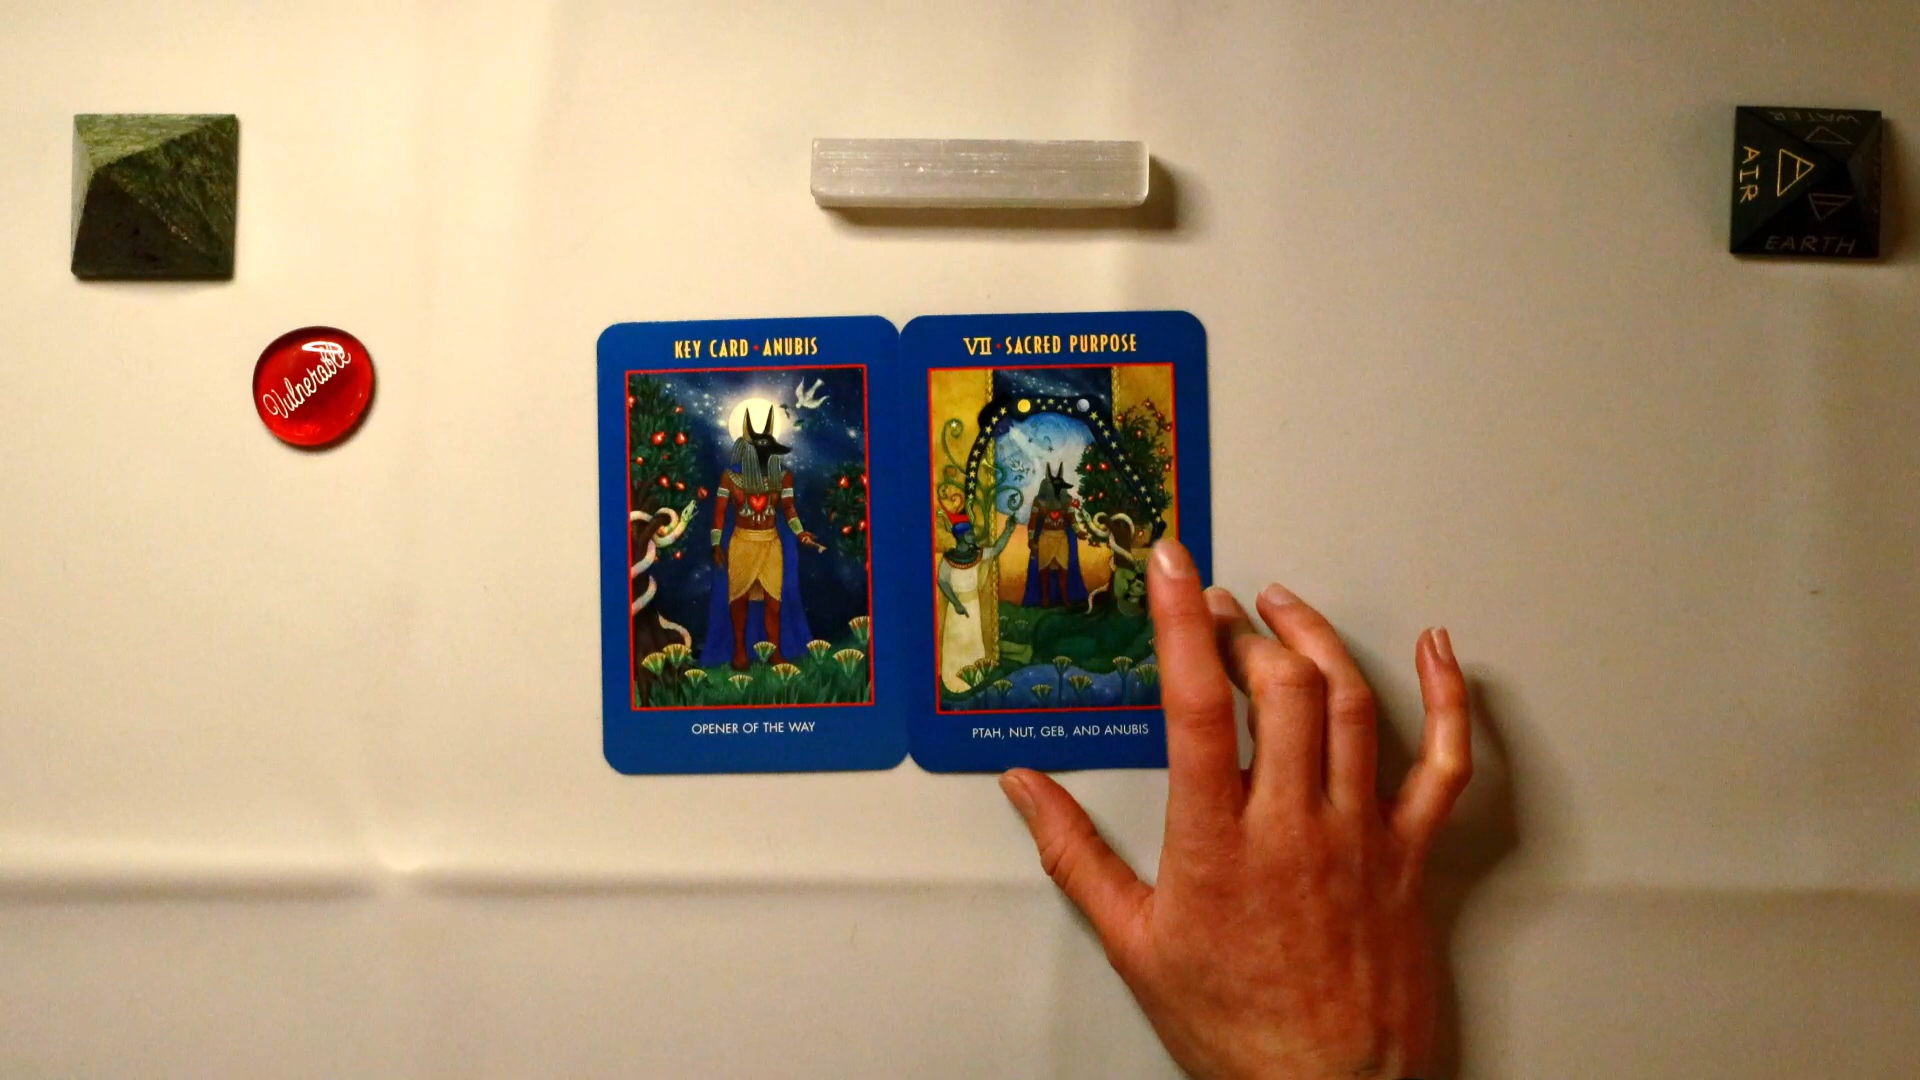 WATER
AIR
EARTH
Vulnerable
KEY CARD • ANUBIS
OPENER OF THE WAY
VII • SACRED PURPOSE
PTAH, NUT, GEB, AND ANUBIS